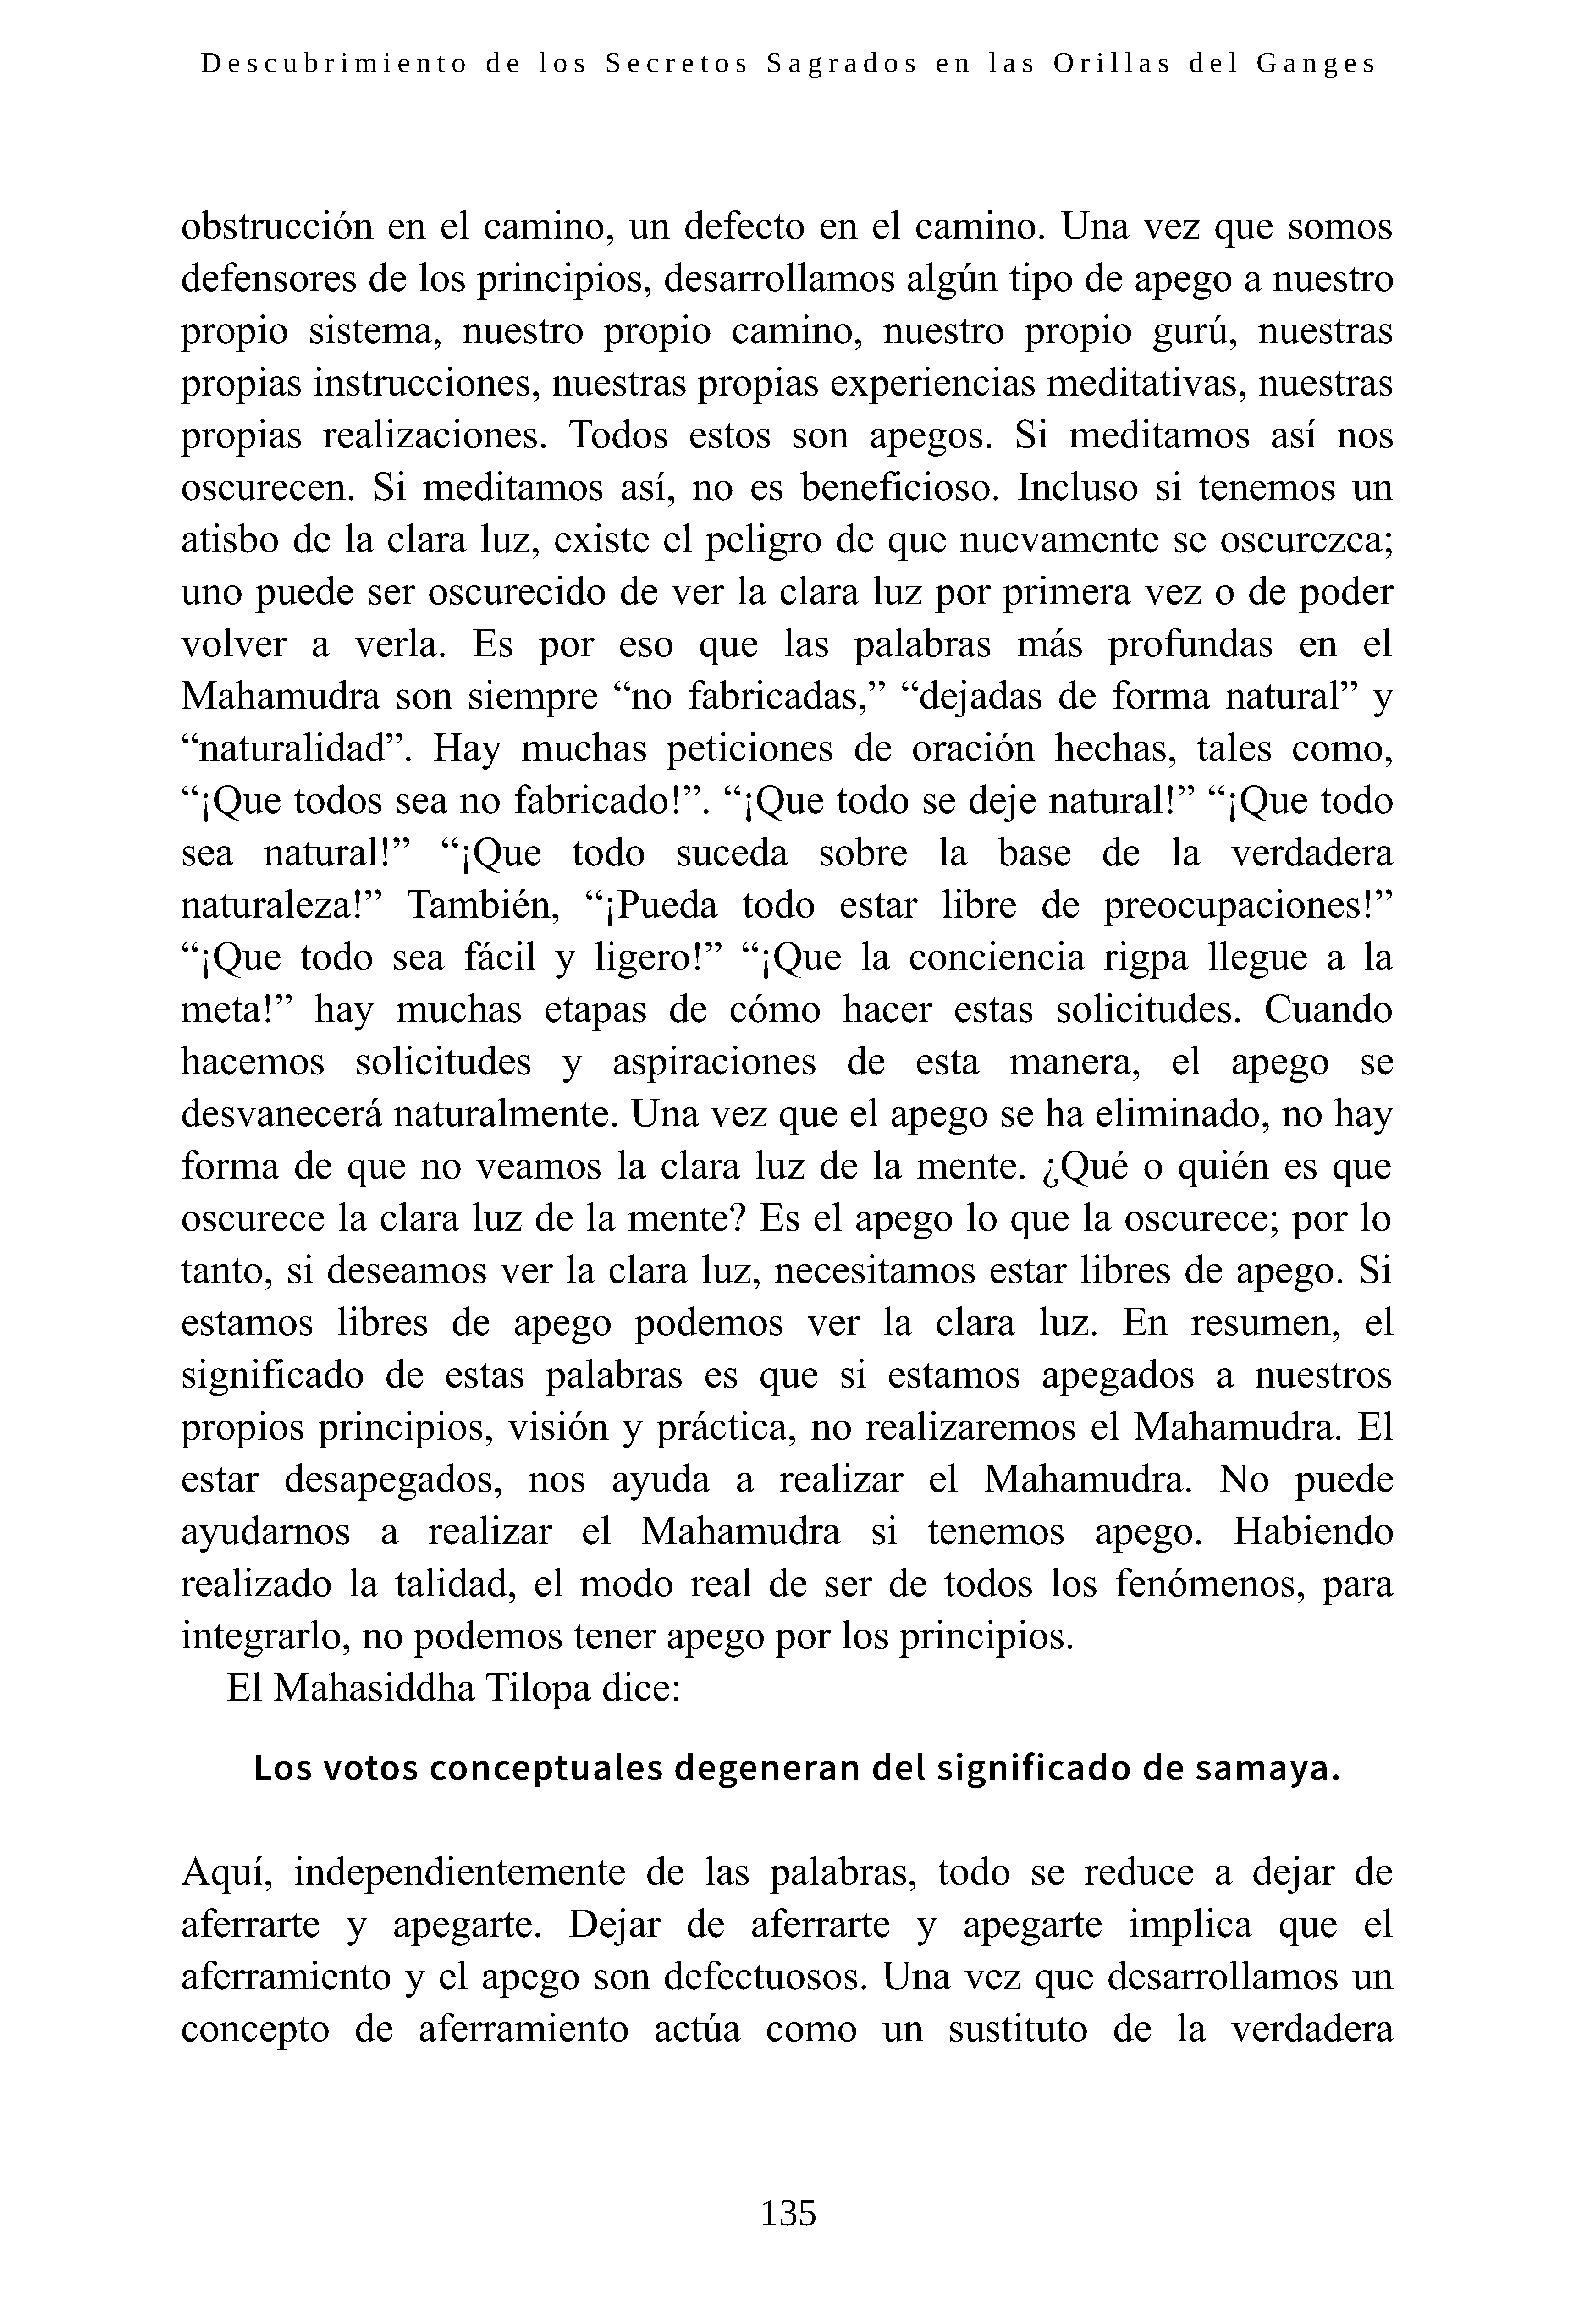 Descubrimiento de los Secretos Sagrados en las Orillas del Ganges
obstrucción en el camino, un defecto en el camino. Una vez que somos
defensores de los principios, desarrollamos algún tipo de apego a nuestro
propio sistema, nuestro propio camino, nuestro propio gurú, nuestras
propias instrucciones, nuestras propias experiencias meditativas, nuestras
propias realizaciones. Todos estos son apegos. Si meditamos así nos
oscurecen. Si meditamos así, no es beneficioso. Incluso si tenemos un
atisbo de la clara luz, existe el peligro de que nuevamente se oscurezca;
uno puede ser oscurecido de ver la clara luz por primera vez o de poder
volver a verla. Es por eso que las palabras más profundas en el
Mahamudra son siempre “no fabricadas,” “dejadas de forma natural” y
“naturalidad”. Hay muchas peticiones de oración hechas, tales como,
“¡Que todos sea no fabricado!”. “¡Que todo se deje natural!” “¡Que todo
sea natural!” “¡Que todo suceda sobre la base de la verdadera
naturaleza!” También, “¡Pueda todo estar libre de preocupaciones!”
“¡Que todo sea fácil y ligero!” “¡Que la conciencia rigpa llegue a la
meta!” hay muchas etapas de cómo hacer estas solicitudes. Cuando
hacemos solicitudes y aspiraciones de esta manera, el apego se
desvanecerá naturalmente. Una vez que el apego se ha eliminado, no hay
forma de que no veamos la clara luz de la mente. ¿Qué o quién es que
oscurece la clara luz de la mente? Es el apego lo que la oscurece; por lo
tanto, si deseamos ver la clara luz, necesitamos estar libres de apego. Si
estamos libres de apego podemos ver la clara luz. En resumen, el
significado de estas palabras es que si estamos apegados a nuestros
propios principios, visión y práctica, no realizaremos el Mahamudra. El
estar desapegados, nos ayuda a realizar el Mahamudra. No puede
ayudarnos a realizar el Mahamudra si tenemos apego. Habiendo
realizado la talidad, el modo real de ser de todos los fenómenos, para
integrarlo, no podemos tener apego por los principios.
El Mahasiddha Tilopa dice:
Los votos conceptuales degeneran del significado de samaya.
Aquí, independientemente de las palabras, todo se reduce a dejar de
aferrarte y apegarte. Dejar de aferrarte y apegarte implica que el
aferramiento y el apego son defectuosos. Una vez que desarrollamos un
concepto de aferramiento actúa como un sustituto de la verdadera
135